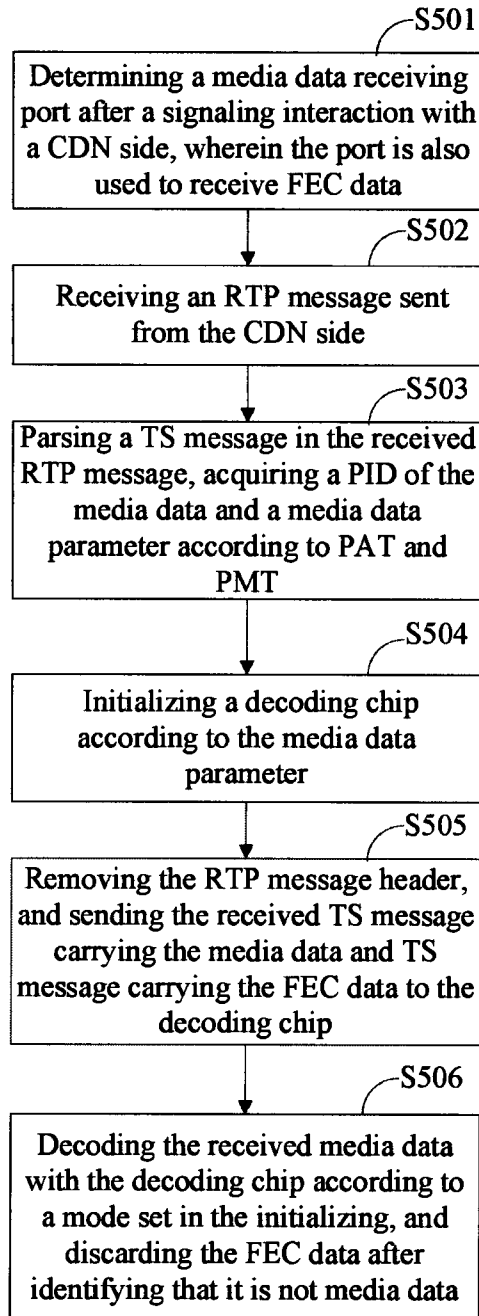 S501
Determining a media data receiving
port after a signaling interaction with
a CDN side, wherein the port is also
used to receive FEC data
S502
Receiving an RTP message sent
from the CDN side
S503
Parsing a TS message in the received
RTP message, acquiring a PID of the
media data and a media data
parameter according to PAT and
PMT
S504
Initializing a decoding chip
according to the media data
parameter
S505
Removing the RTP message header,
and sending the received TS message
carrying the media data and TS
message carrying the FEC data to the
decoding chip
S506
Decoding the received media data
with the decoding chip according to
a mode set in the initializing, and
discarding the FEC data after
identifying that it is not media data